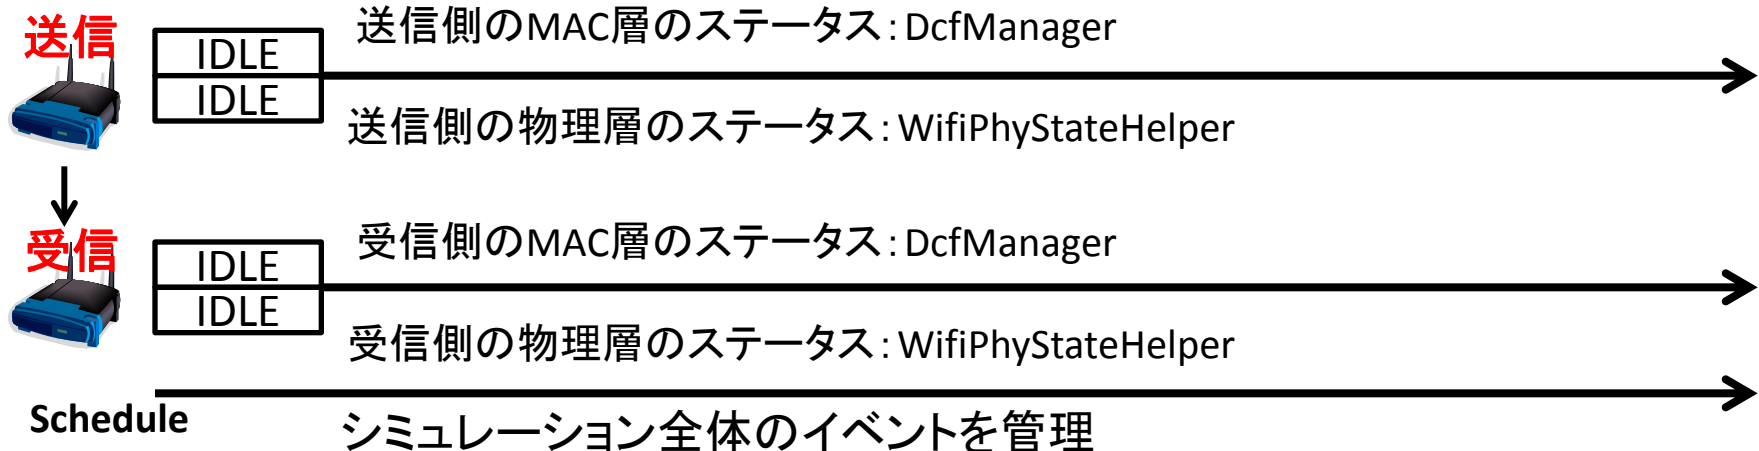 送信
IDLE
IDLE
送信側のMAC層のステータス：DcfManager
送信側の物理層のステータス：WifiPhyStateHelper
受信
IDLE
IDLE
受信側のMAC層のステータス：DcfManager
受信側の物理層のステータス：WifiPhyStateHelper
Schedule
シミュレーション全体のイベントを管理